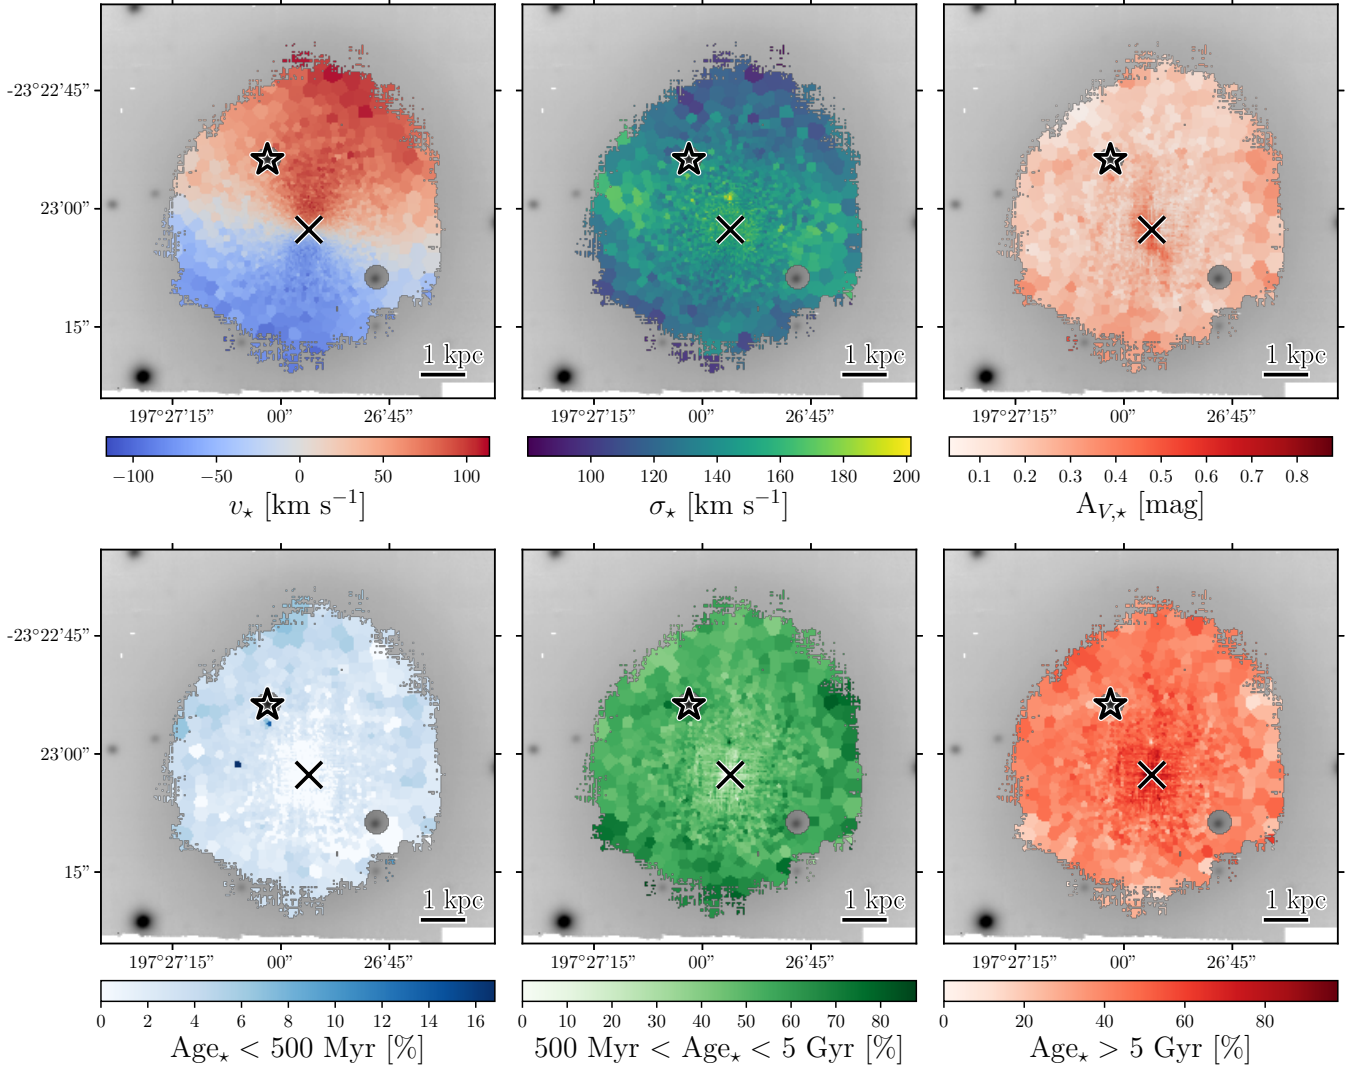 -23°22'45"
23'00"
15"
1 kpc
1 kpc
1 kpc
197°27'15" 00" 26'45"
197°27'15" 00" 26'45"
197°27'15" 00" 26'45"
−100 −50 0 50 100
100 120 140 160 180 200
0.1 0.2 0.3 0.4 0.5 0.6 0.7 0.8
v⋆ [km s⁻¹]
σ⋆ [km s⁻¹]
A_V,⋆ [mag]
-23°22'45"
23'00"
15"
1 kpc
1 kpc
1 kpc
197°27'15" 00" 26'45"
197°27'15" 00" 26'45"
197°27'15" 00" 26'45"
0 2 4 6 8 10 12 14 16
0 10 20 30 40 50 60 70 80
0 20 40 60 80
Age⋆ < 500 Myr [%]
500 Myr < Age⋆ < 5 Gyr [%]
Age⋆ > 5 Gyr [%]